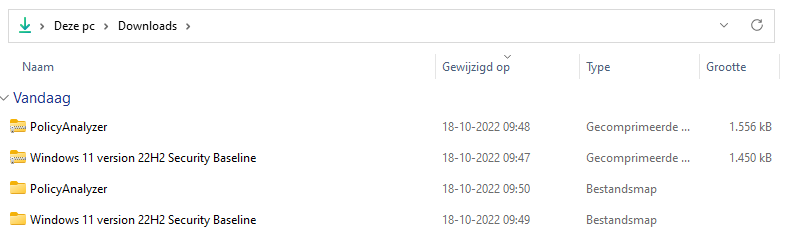 Deze pc > Downloads >
Naam Gewijzigd op Type Grootte
Vandaag
PolicyAnalyzer 18-10-2022 09:48 Gecomprimeerde ... 1.556 kB
Windows 11 version 22H2 Security Baseline 18-10-2022 09:47 Gecomprimeerde ... 1.450 kB
PolicyAnalyzer 18-10-2022 09:50 Bestandsmap
Windows 11 version 22H2 Security Baseline 18-10-2022 09:49 Bestandsmap